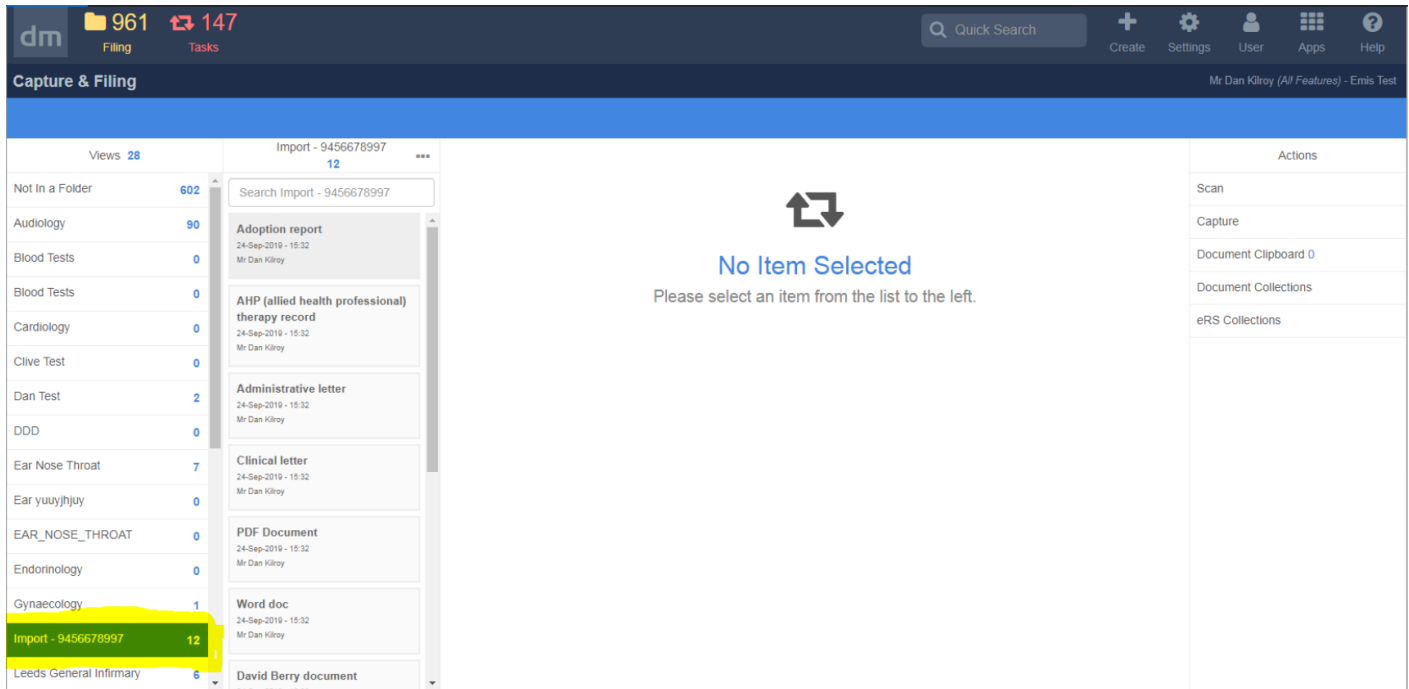 dm
961
Filing
147
Tasks
Quick Search
Create
Settings
User
Apps
Help
Capture & Filing
Mr Dan Kilroy (All Features) - Emis Test
Views 28
Not In a Folder 602
Audiology 90
Blood Tests 0
Blood Tests 0
Cardiology 0
Clive Test 0
Dan Test 2
DDD 0
Ear Nose Throat 7
Ear yuuyjhjuy 0
EAR_NOSE_THROAT 0
Endorinology 0
Gynaecology 1
Import - 9456678997 12
Leeds General Infirmary 6
Import - 9456678997
12
Search Import - 9456678997
Adoption report
24-Sep-2019 - 15:32
Mr Dan Kilroy
AHP (allied health professional)
therapy record
24-Sep-2019 - 15:32
Mr Dan Kilroy
Administrative letter
24-Sep-2019 - 15:32
Mr Dan Kilroy
Clinical letter
24-Sep-2019 - 15:32
Mr Dan Kilroy
PDF Document
24-Sep-2019 - 15:32
Mr Dan Kilroy
Word doc
24-Sep-2019 - 15:32
Mr Dan Kilroy
David Berry document
No Item Selected
Please select an item from the list to the left.
Actions
Scan
Capture
Document Clipboard 0
Document Collections
eRS Collections